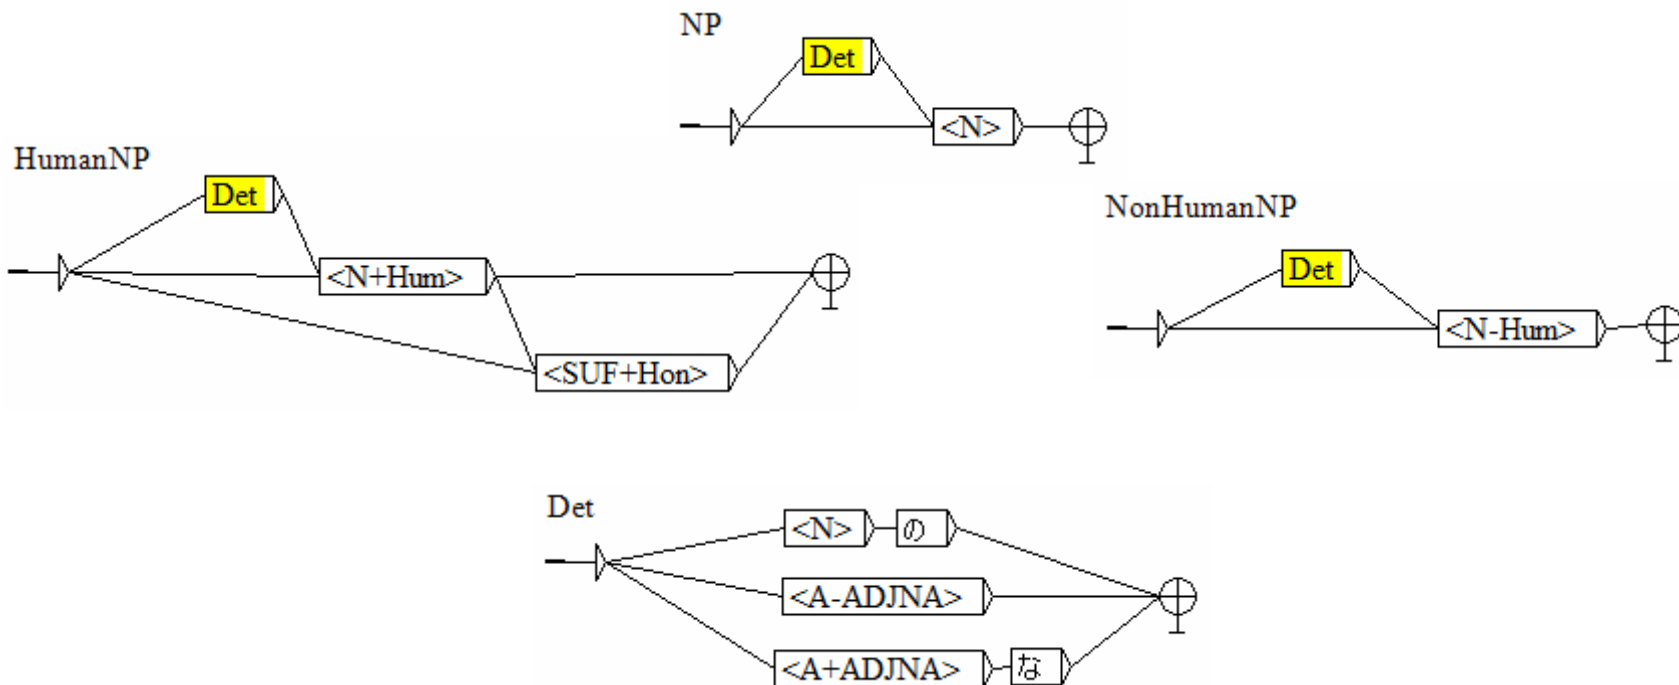 NP
Det
<N>
HumanNP
Det
<N+Hum>
<SUF+Hon>
NonHumanNP
Det
<N-Hum>
Det
<N> の
<A-ADJNA>
<A+ADJNA> な